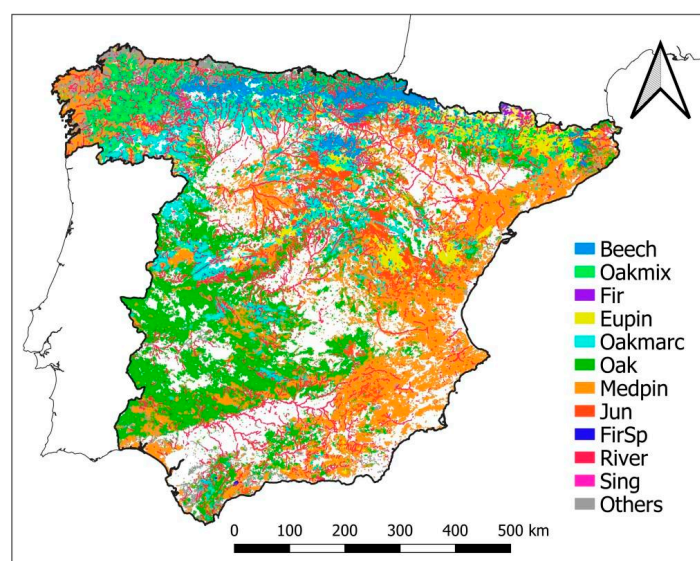 Beech
Oakmix
Fir
Eupin
Oakmarc
Oak
Medpin
Jun
FirSp
River
Sing
Others
0 100 200 300 400 500 km